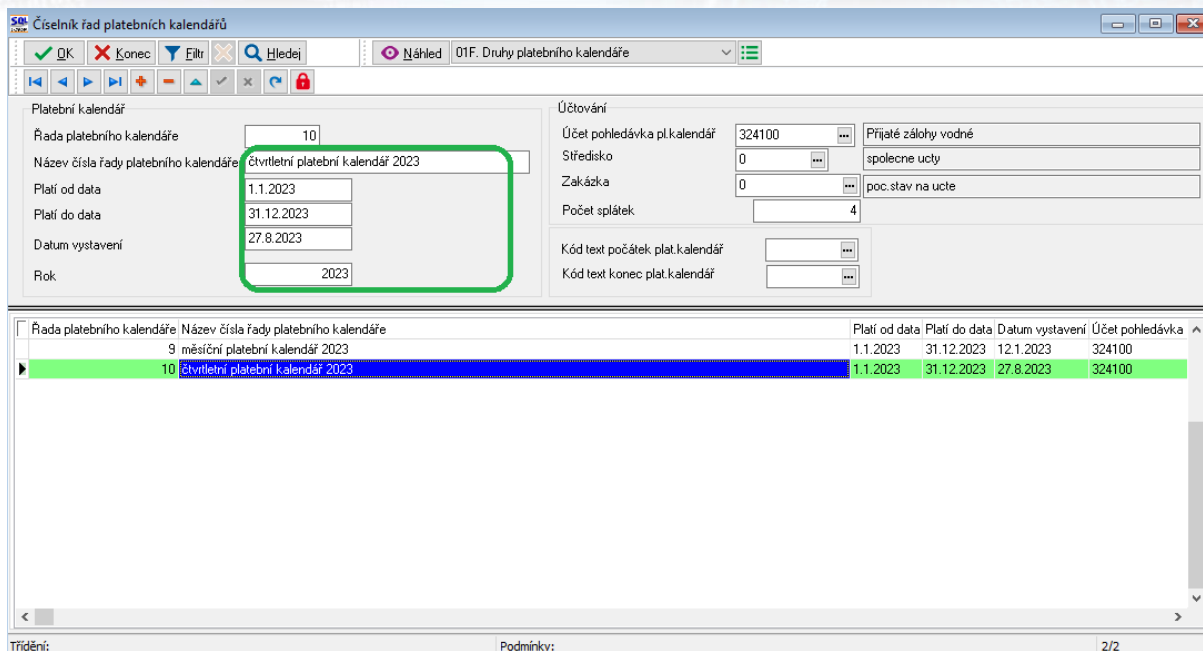 SQL Číselník řad platebních kalendářů
OK Konec Filtr Hledej Náhled 01F. Druhy platebního kalendáře
Platební kalendář
Řada platebního kalendáře 10
Název čísla řady platebního kalendáře čtvrtletní platební kalendář 2023
Platí od data 1.1.2023
Platí do data 31.12.2023
Datum vystavení 27.8.2023
Rok 2023
Účtování
Účet pohledávka pl.kalendář 324100 ... Přijaté zálohy vodné
Středisko 0 ... spolecne ucty
Zakázka 0 ... poc.stav na ucte
Počet splátek 4
Kód text počátek plat.kalendář ...
Kód text konec plat.kalendář ...
Řada platebního kalendáře Název čísla řady platebního kalendáře Platí od data Platí do data Datum vystavení Účet pohledávka
9 měsíční platební kalendář 2023 1.1.2023 31.12.2023 12.1.2023 324100
10 čtvrtletní platební kalendář 2023 1.1.2023 31.12.2023 27.8.2023 324100
Třídění: Podmínky: 2/2